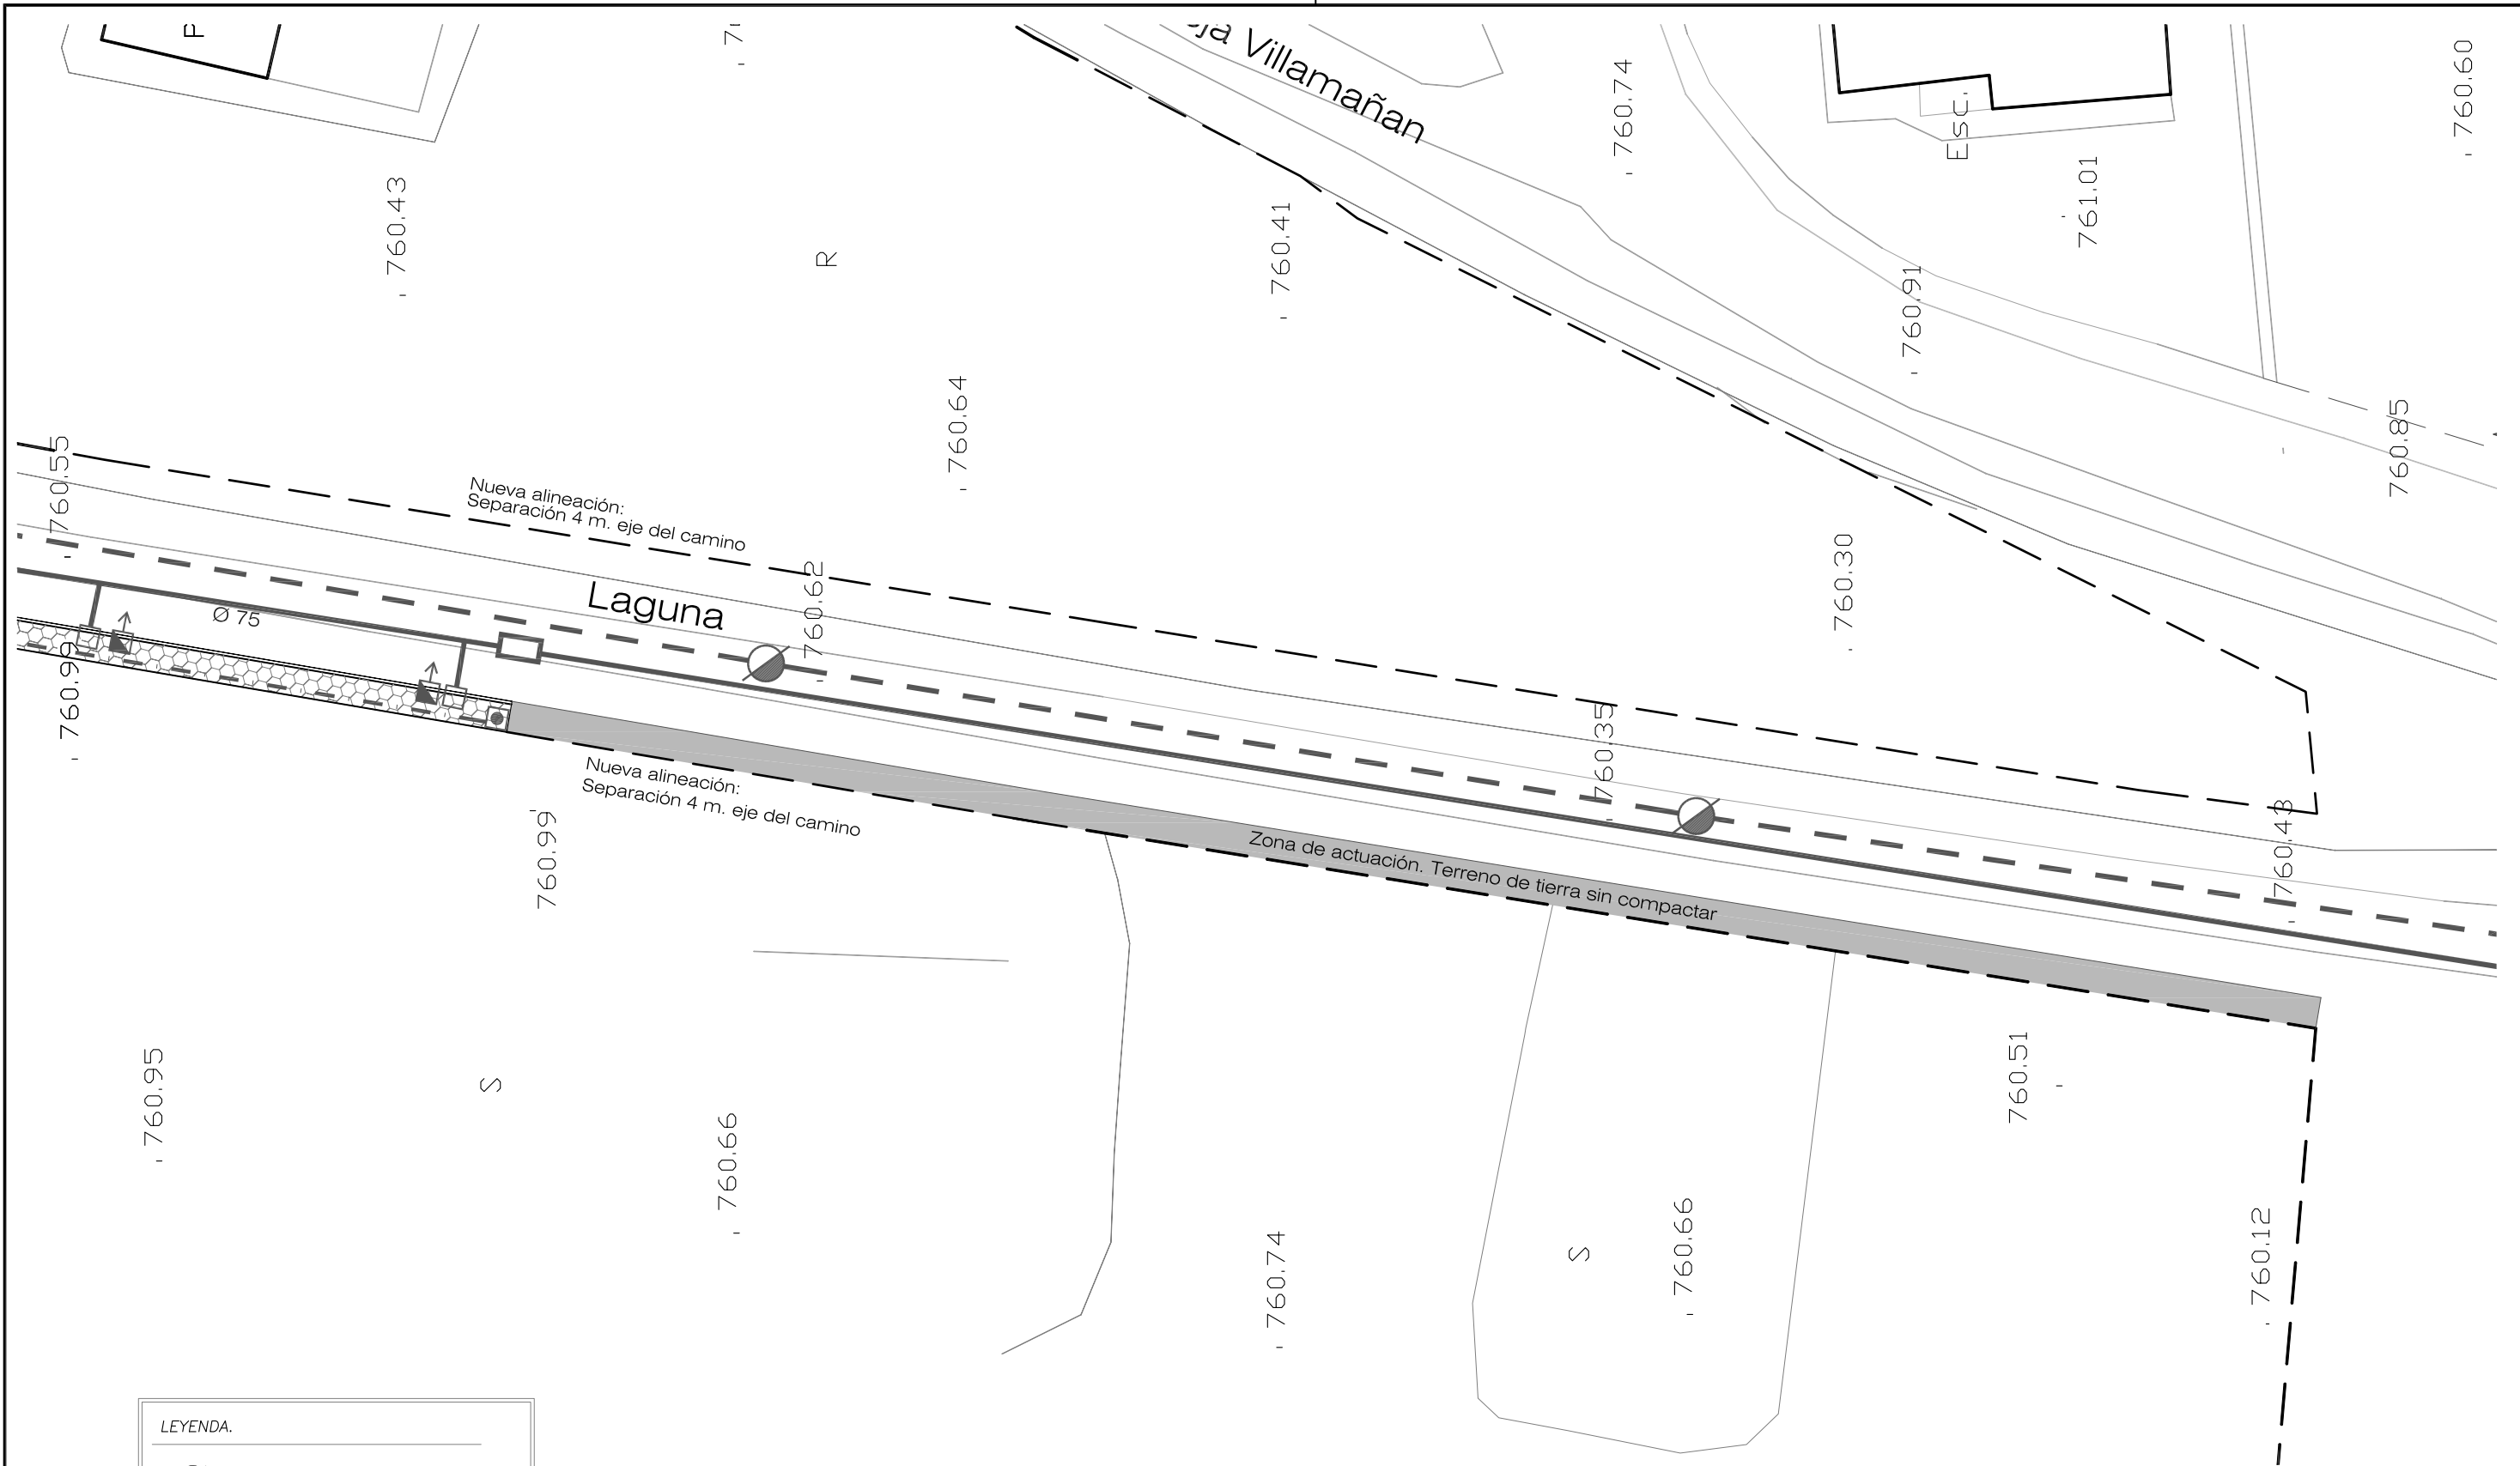 Villamañan
760.74
760.60
Esc.
761.01
760.43
R
760.41
760.91
760.85
760.64
760.55
Nueva alineación:
Separación 4 m. eje del camino
760.30
Laguna
760.62
Ø 75
760.99
760.35
Nueva alineación:
Separación 4 m. eje del camino
760.99
Zona de actuación. Terreno de tierra sin compactar
760.43
760.95
S
760.66
760.51
760.74
S
760.66
760.12
LEYENDA.